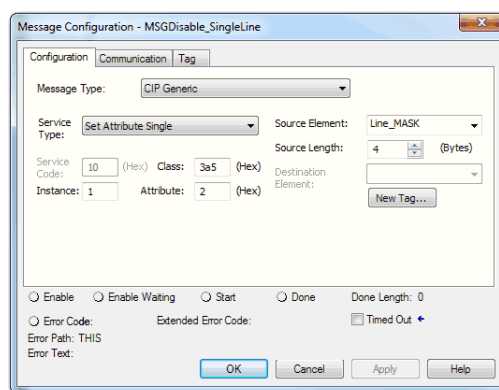 Message Configuration - MSGDisable_SingleLine
Configuration Communication Tag
Message Type: CIP Generic
Service Type: Set Attribute Single
Source Element: Line_MASK
Source Length: 4 (Bytes)
Service Code: 10 (Hex) Class: 3a5 (Hex)
Destination Element:
Instance: 1 Attribute: 2 (Hex)
New Tag...
Enable Enable Waiting Start Done Done Length: 0
Error Code: Extended Error Code: Timed Out
Error Path: THIS
Error Text:
OK Cancel Apply Help